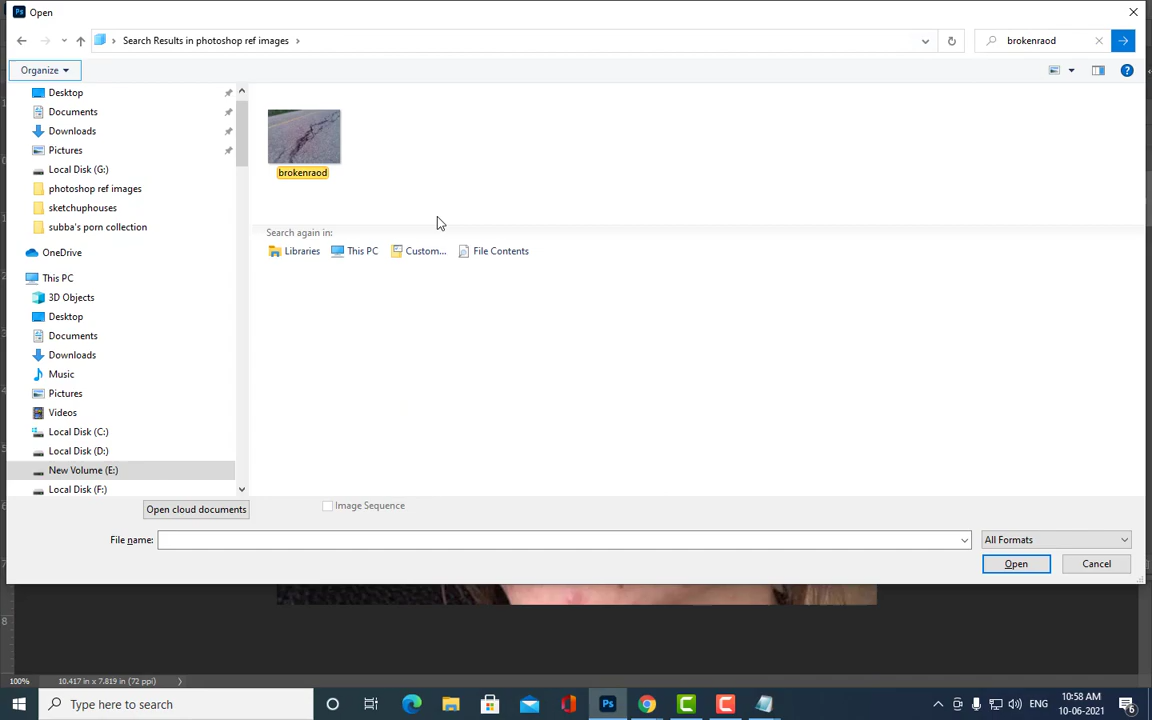 Ps Open
Search Results in photoshop ref images
brokenraod
Organize
Desktop
Documents
Downloads
Pictures
Local Disk (G:)
photoshop ref images
sketchuphouses
subba's porn collection
OneDrive
This PC
3D Objects
Desktop
Documents
Downloads
Music
Pictures
Videos
Local Disk (C:)
Local Disk (D:)
New Volume (E:)
Local Disk (F:)
brokenraod
Search again in:
Libraries This PC Custom... File Contents
Open cloud documents
Image Sequence
File name:
All Formats
Open
Cancel
8
100% 10.417 in x 7.819 in (72 ppi)
Type here to search
Ps
ENG
10:58 AM
10-06-2021
6